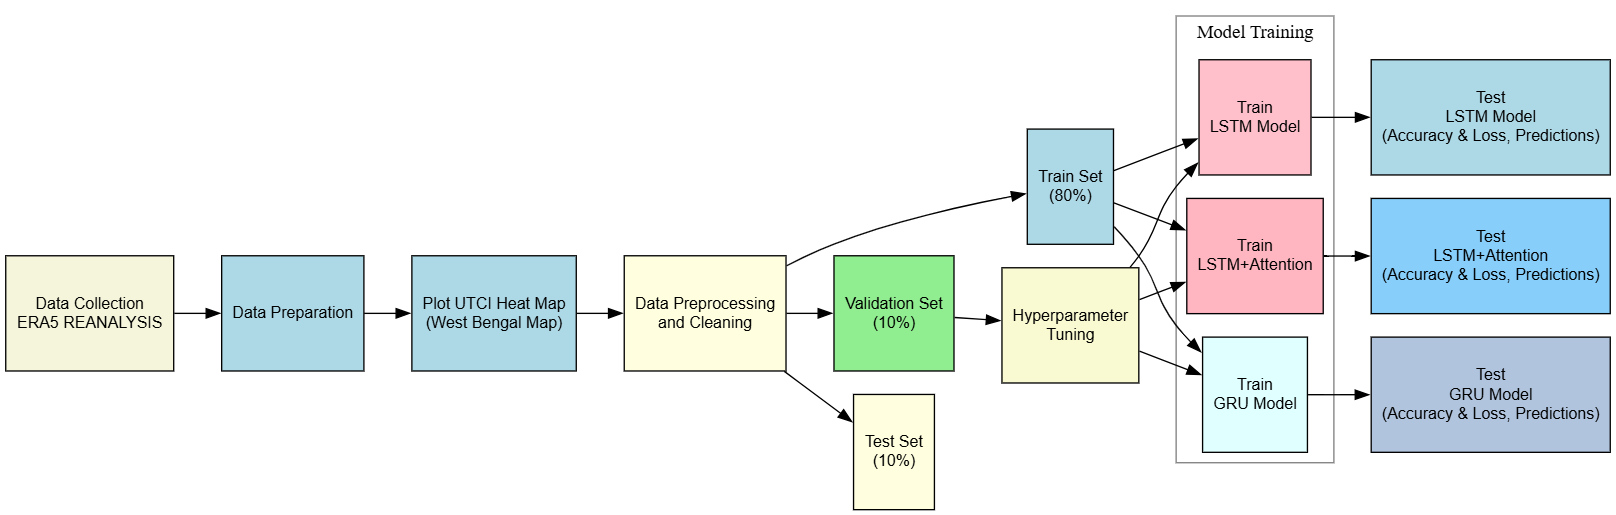 Data Collection
ERA5 REANALYSIS
Data Preparation
Plot UTCI Heat Map
(West Bengal Map)
Data Preprocessing
and Cleaning
Train Set
(80%)
Validation Set
(10%)
Test Set
(10%)
Hyperparameter
Tuning
Model Training
Train
LSTM Model
Train
LSTM+Attention
Train
GRU Model
Test
LSTM Model
(Accuracy & Loss, Predictions)
Test
LSTM+Attention
(Accuracy & Loss, Predictions)
Test
GRU Model
(Accuracy & Loss, Predictions)